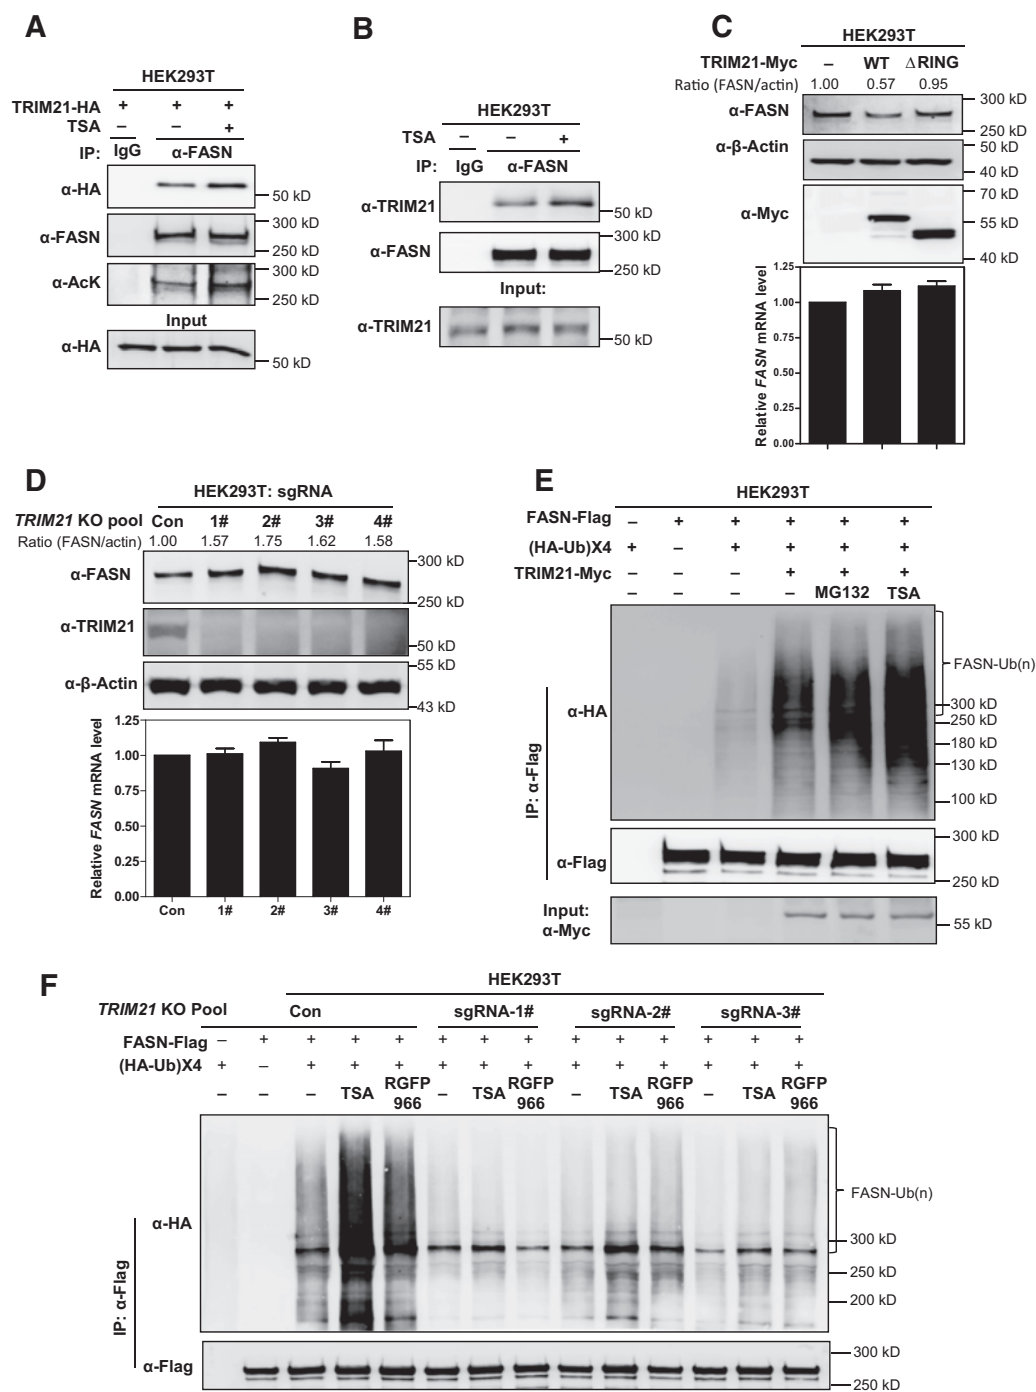 A
HEK293T
TRIM21-HA + + +
TSA – – +
IP: IgG α-FASN
α-HA 50 kD
α-FASN 300 kD
250 kD
α-AcK 300 kD
250 kD
Input
α-HA 50 kD
B
HEK293T
TSA – – +
IP: IgG α-FASN
α-TRIM21 50 kD
α-FASN 300 kD
250 kD
Input:
α-TRIM21 50 kD
C
HEK293T
TRIM21-Myc – WT ΔRING
Ratio (FASN/actin) 1.00 0.57 0.95
α-FASN 300 kD
250 kD
α-β-Actin 50 kD
40 kD
α-Myc 70 kD
55 kD
40 kD
Relative FASN mRNA level
1.25
1.00
0.75
0.50
0.25
0.00
D
HEK293T: sgRNA
TRIM21 KO pool Con 1# 2# 3# 4#
Ratio (FASN/actin) 1.00 1.57 1.75 1.62 1.58
α-FASN 300 kD
250 kD
α-TRIM21 50 kD
α-β-Actin 55 kD
43 kD
Relative FASN mRNA level
1.25
1.00
0.75
0.50
0.25
0.00
Con 1# 2# 3# 4#
E
HEK293T
FASN-Flag – + + + + +
(HA-Ub)X4 + – + + + +
TRIM21-Myc + + +
– – – – MG132 TSA
IP: α-Flag
α-HA
FASN-Ub(n)
300 kD
250 kD
180 kD
130 kD
100 kD
α-Flag 300 kD
250 kD
Input:
α-Myc 55 kD
F
HEK293T
TRIM21 KO Pool Con sgRNA-1# sgRNA-2# sgRNA-3#
FASN-Flag – + + + + + + + + + + + + +
(HA-Ub)X4 + – + + + + + + + + + + + +
– – – TSA RGFP 966 – TSA RGFP 966 – TSA RGFP 966 – TSA RGFP 966
IP: α-Flag
α-HA
FASN-Ub(n)
300 kD
250 kD
200 kD
α-Flag 300 kD
250 kD